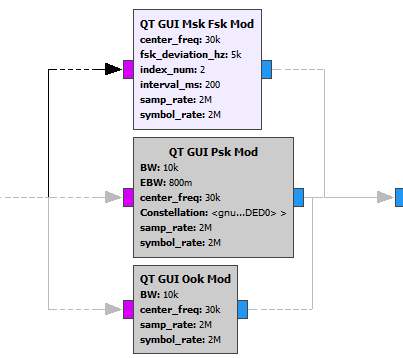 QT GUI Msk Fsk Mod
center_freq: 30k
fsk_deviation_hz: 5k
index_num: 2
interval_ms: 200
samp_rate: 2M
symbol_rate: 2M
QT GUI Psk Mod
BW: 10k
EBW: 800m
center_freq: 30k
Constellation: <gnu...DED0> >
samp_rate: 2M
symbol_rate: 2M
QT GUI Ook Mod
BW: 10k
center_freq: 30k
samp_rate: 2M
symbol_rate: 2M